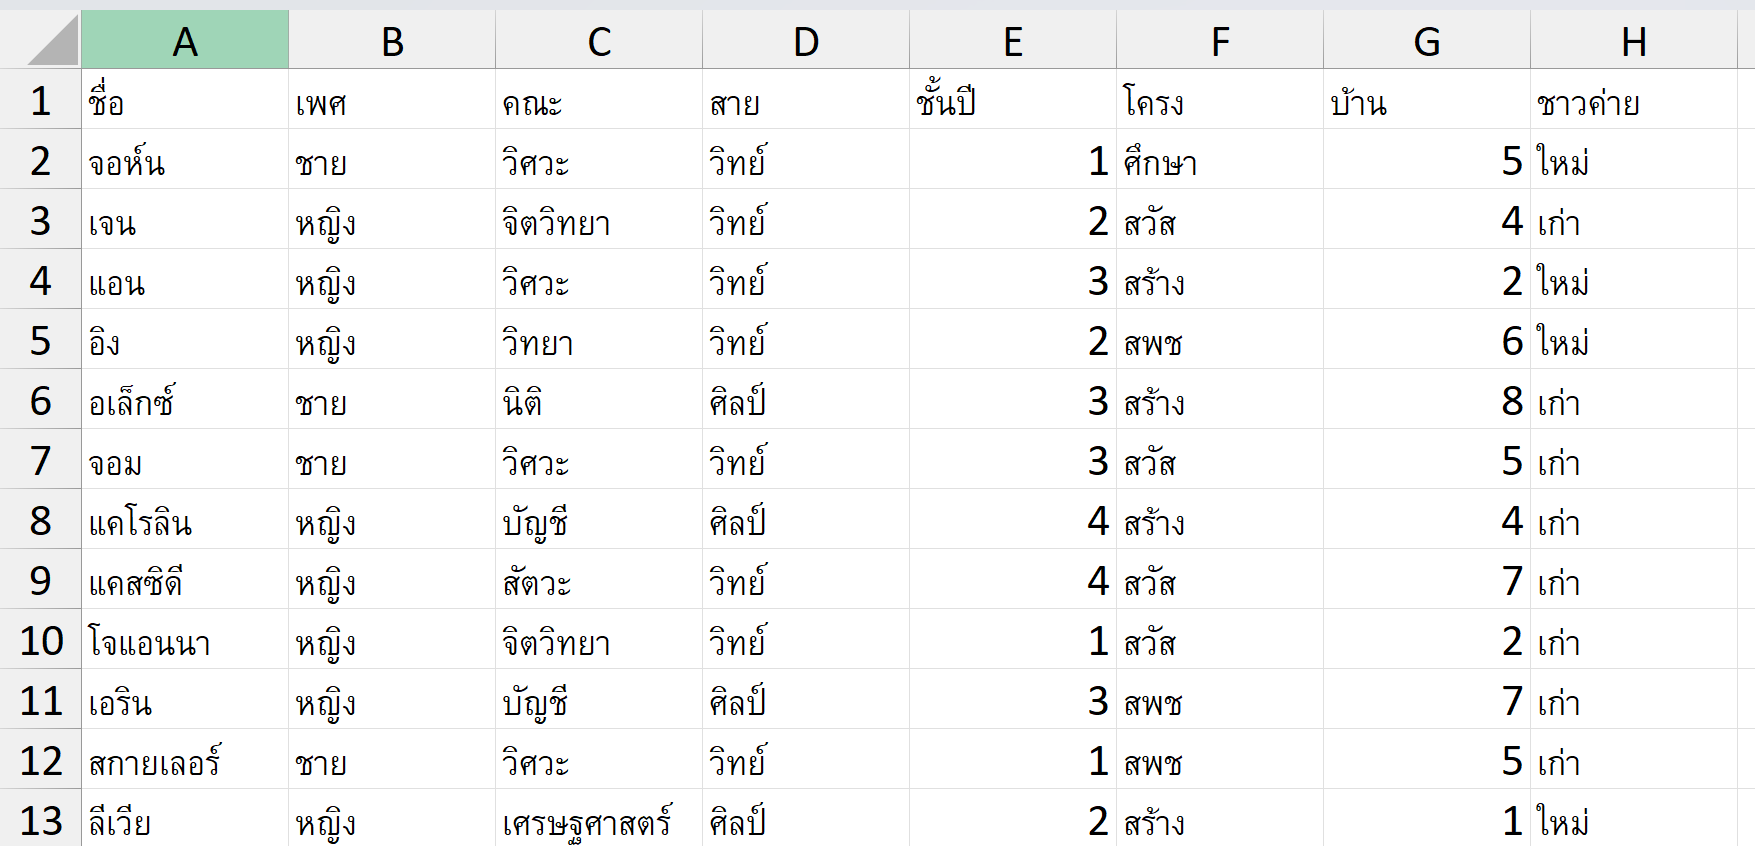 A B C D E F G H
1 ชื่อ เพศ คณะ สาย ชั้นปี โครง บ้าน ชาวค่าย
2 จอห์น ชาย วิศวะ วิทย์ 1 ศึกษา 5 ใหม่
3 เจน หญิง จิตวิทยา วิทย์ 2 สวัส 4 เก่า
4 แอน หญิง วิศวะ วิทย์ 3 สร้าง 2 ใหม่
5 อิง หญิง วิทยา วิทย์ 2 สพช 6 ใหม่
6 อเล็กซ์ ชาย นิติ ศิลป์ 3 สร้าง 8 เก่า
7 จอม ชาย วิศวะ วิทย์ 3 สวัส 5 เก่า
8 แคโรลิน หญิง บัญชี ศิลป์ 4 สร้าง 4 เก่า
9 แคสซิดี หญิง สัตวะ วิทย์ 4 สวัส 7 เก่า
10 โจแอนนา หญิง จิตวิทยา วิทย์ 1 สวัส 2 เก่า
11 เอริน หญิง บัญชี ศิลป์ 3 สพช 7 เก่า
12 สกายเลอร์ ชาย วิศวะ วิทย์ 1 สพช 5 เก่า
13 ลีเวีย หญิง เศรษฐศาสตร์ ศิลป์ 2 สร้าง 1 ใหม่